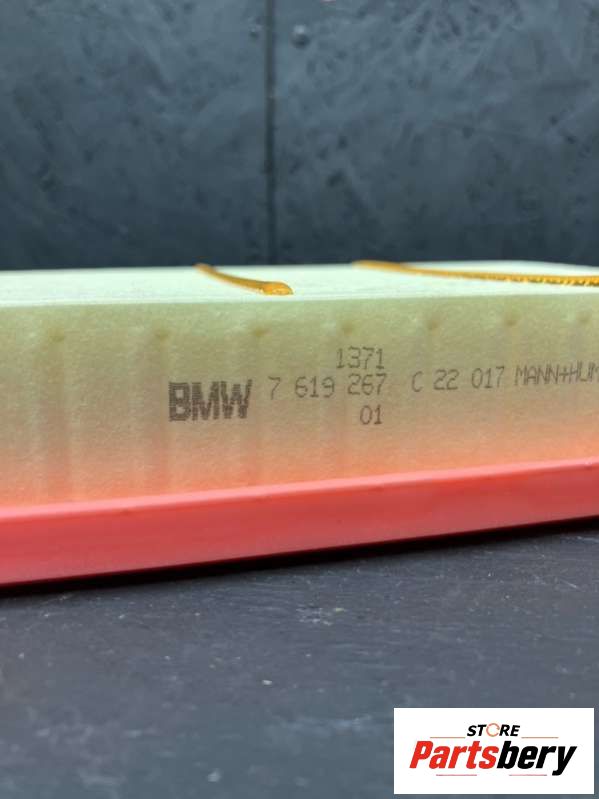 1371
BMW 7 619 267 C 22 017 MANN+HUM
01
STORE
Partsbery